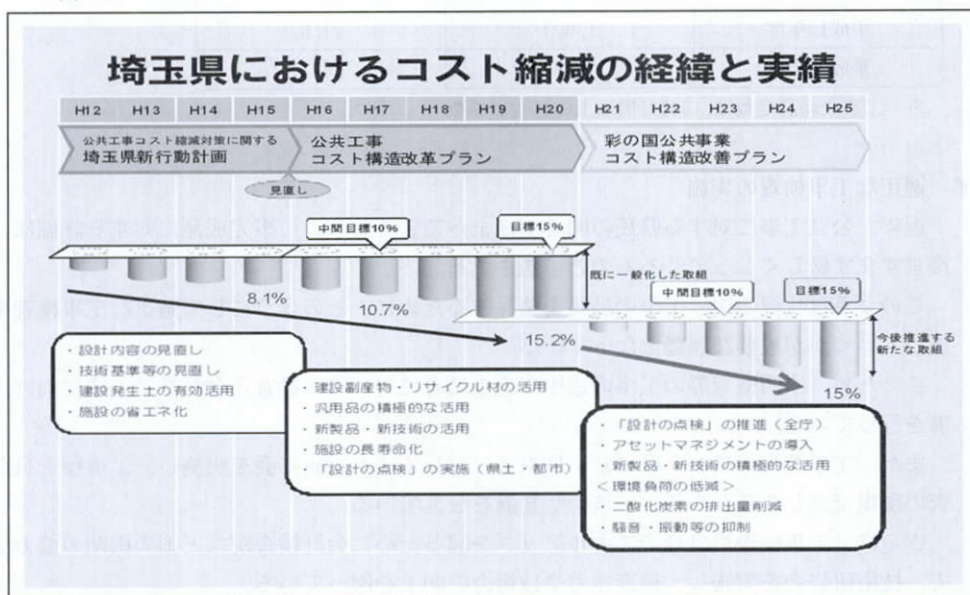 埼玉県におけるコスト縮減の経緯と実績
H12 H13 H14 H15 H16 H17 H18 H19 H20 H21 H22 H23 H24 H25
公共工事コスト縮減対策に関する
埼玉県新行動計画
公共工事
コスト構造改革プラン
彩の国公共事業
コスト構造改善プラン
見直し
中間目標10%
目標15%
既に一般化した取組
中間目標10%
目標15%
8.1%
10.7%
15.2%
今後推進する
新たな取組
15%
・設計内容の見直し
・技術基準等の見直し
・建設発生土の有効活用
・施設の省エネ化
・建設副産物・リサイクル材の活用
・汎用品の積極的な活用
・新製品・新技術の活用
・施設の長寿命化
・「設計の点検」の実施(県土・都市)
・「設計の点検」の推進(全庁)
・アセットマネジメントの導入
・新製品・新技術の積極的な活用
<環境負荷の低減>
・二酸化炭素の排出量削減
・騒音・振動等の抑制